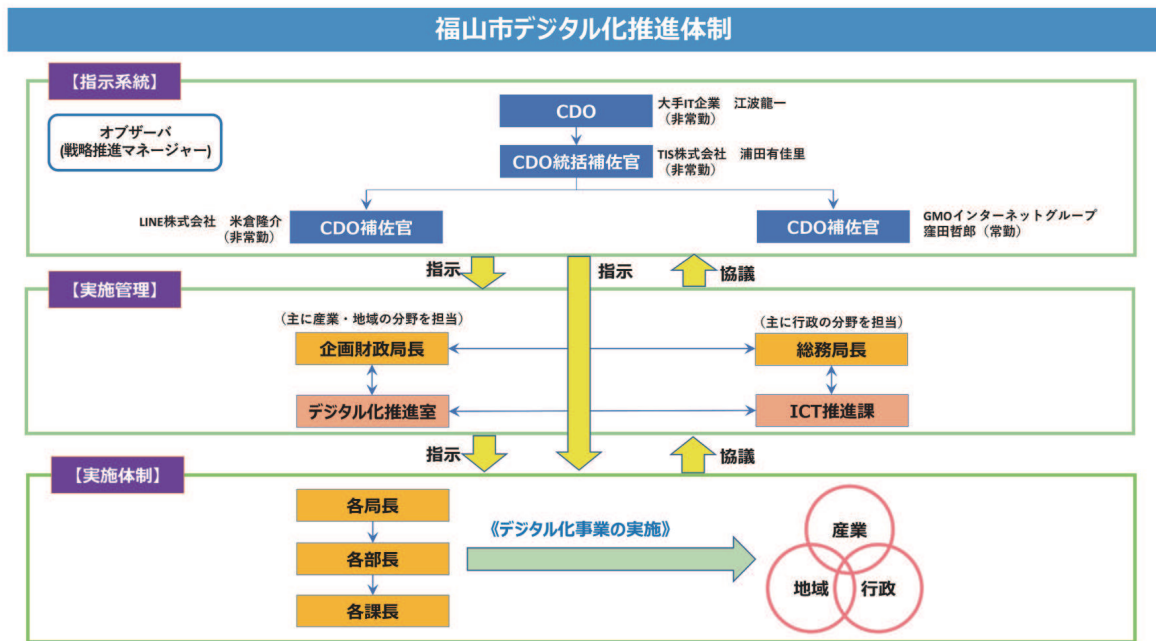 福山市デジタル化推進体制
【指示系統】
オブザーバ
(戦略推進マネージャー)
CDO
大手IT企業　江波龍一
（非常勤）
CDO統括補佐官
TIS株式会社　浦田有佳里
（非常勤）
LINE株式会社　米倉隆介
（非常勤）
CDO補佐官
CDO補佐官
GMOインターネットグループ
窪田哲郎（常勤）
指示
指示
協議
【実施管理】
（主に産業・地域の分野を担当）
（主に行政の分野を担当）
企画財政局長
総務局長
デジタル化推進室
ICT推進課
指示
協議
【実施体制】
各局長
各部長
各課長
《デジタル化事業の実施》
産業
地域
行政